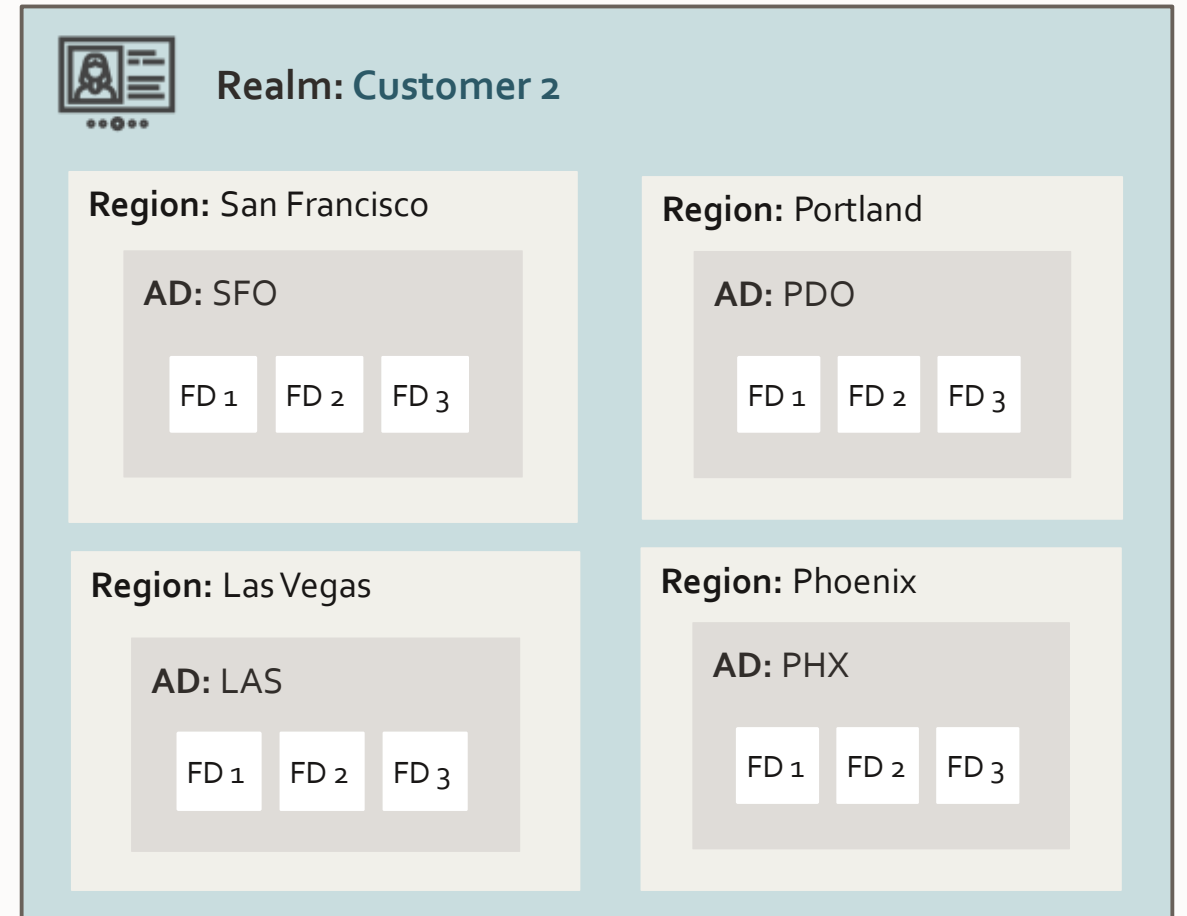 Realm: Customer 2
Region: San Francisco
AD: SFO
FD 1 FD 2 FD 3
Region: Portland
AD: PDO
FD 1 FD 2 FD 3
Region: Las Vegas
AD: LAS
FD 1 FD 2 FD 3
Region: Phoenix
AD: PHX
FD 1 FD 2 FD 3